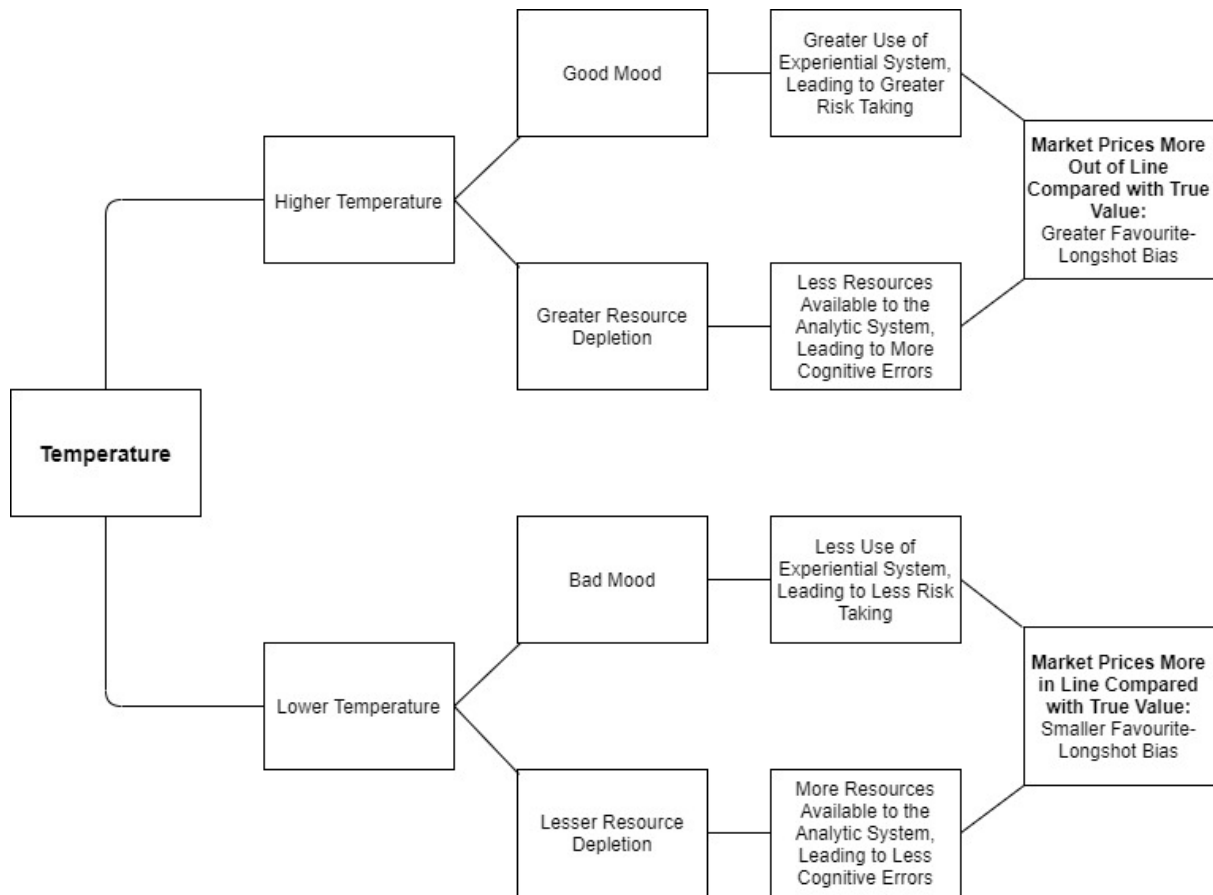 Temperature
Higher Temperature
Good Mood
Greater Use of
Experiential System,
Leading to Greater
Risk Taking
Greater Resource
Depletion
Less Resources
Available to the
Analytic System,
Leading to More
Cognitive Errors
Market Prices More
Out of Line
Compared with True
Value:
Greater Favourite-
Longshot Bias
Lower Temperature
Bad Mood
Less Use of
Experiential System,
Leading to Less Risk
Taking
Lesser Resource
Depletion
More Resources
Available to the
Analytic System,
Leading to Less
Cognitive Errors
Market Prices More
in Line Compared
with True Value:
Smaller Favourite-
Longshot Bias